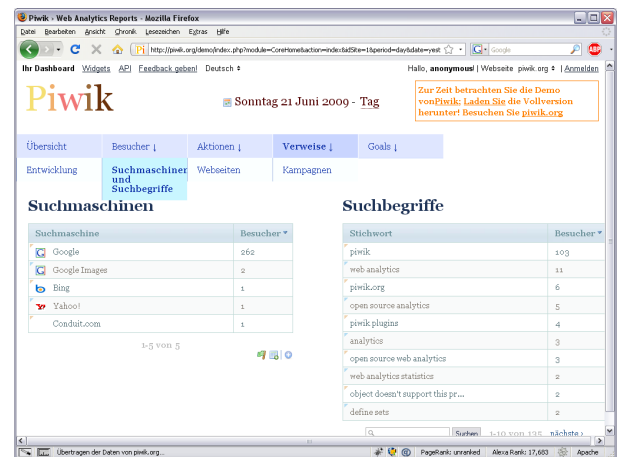 Piwik › Web Analytics Reports - Mozilla Firefox
Datei Bearbeiten Ansicht Chronik Lesezeichen Extras Hilfe
http://piwik.org/demo/index.php?module=CoreHome&action=index&idSite=1&period=day&date=yest
Google
ABP
Ihr Dashboard Widgets API Feedback geben! Deutsch
Hallo, anonymous! | Webseite piwik.org | Anmelden
Piwik
Sonntag 21 Juni 2009 - Tag
Zur Zeit betrachten Sie die Demo
vonPiwik: Laden Sie die Vollversion
herunter! Besuchen Sie piwik.org
Übersicht Besucher ↓ Aktionen ↓ Verweise ↓ Goals ↓
Entwicklung Suchmaschinen Webseiten Kampagnen
und
Suchbegriffe
Suchmaschinen Suchbegriffe
Suchmaschine Besucher
Google 262
Google Images 2
Bing 1
Yahoo! 1
Conduit.com 1
1-5 von 5
Stichwort Besucher
piwik 103
web analytics 11
piwik.org 6
open source analytics 5
piwik plugins 4
analytics 3
open source web analytics 3
web analytics statistics 2
object doesn't support this pr... 2
define sets 2
Suchen 1-10 von 135 nächste ›
Übertragen der Daten von piwik.org...
PageRank: unranked Alexa Rank: 17,683 Apache